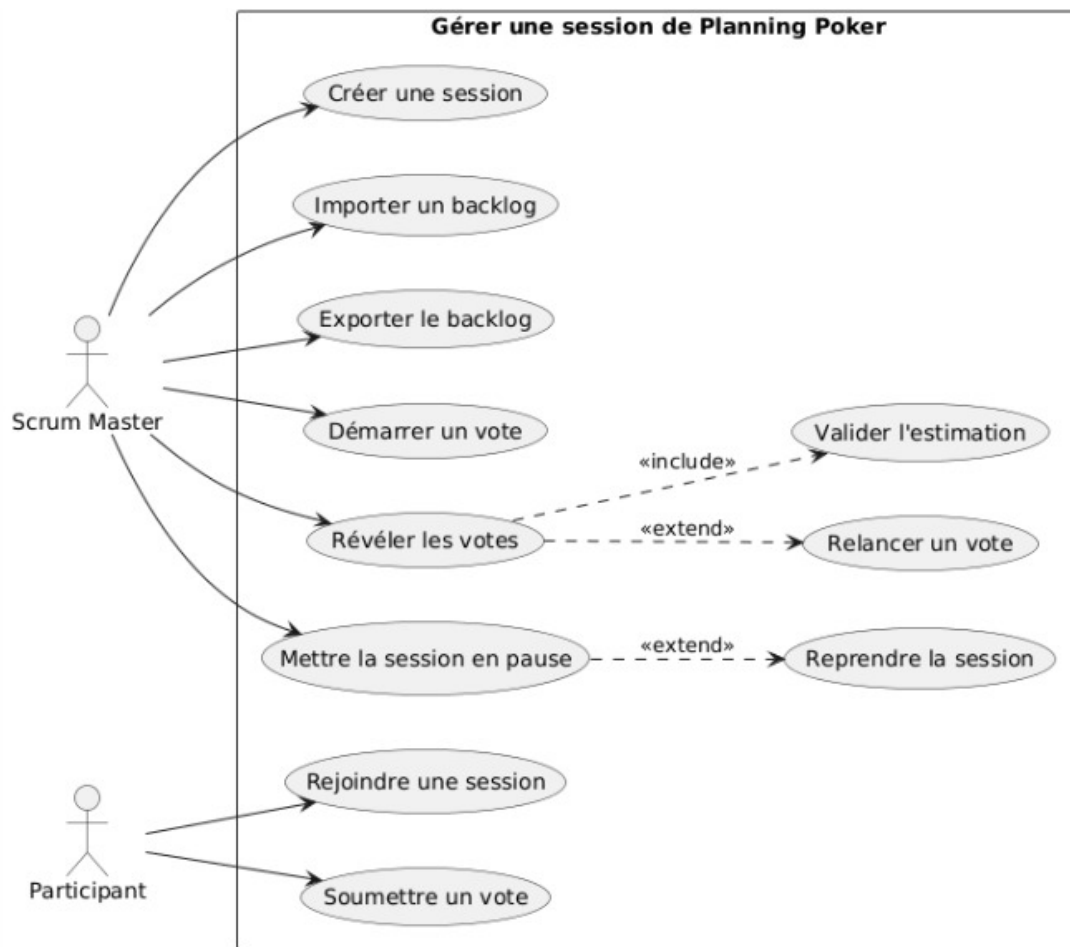 Gérer une session de Planning Poker
Créer une session
Importer un backlog
Exporter le backlog
Scrum Master
Démarrer un vote
Valider l'estimation
«include»
Révéler les votes
«extend»
Relancer un vote
Mettre la session en pause
«extend»
Reprendre la session
Rejoindre une session
Participant
Soumettre un vote